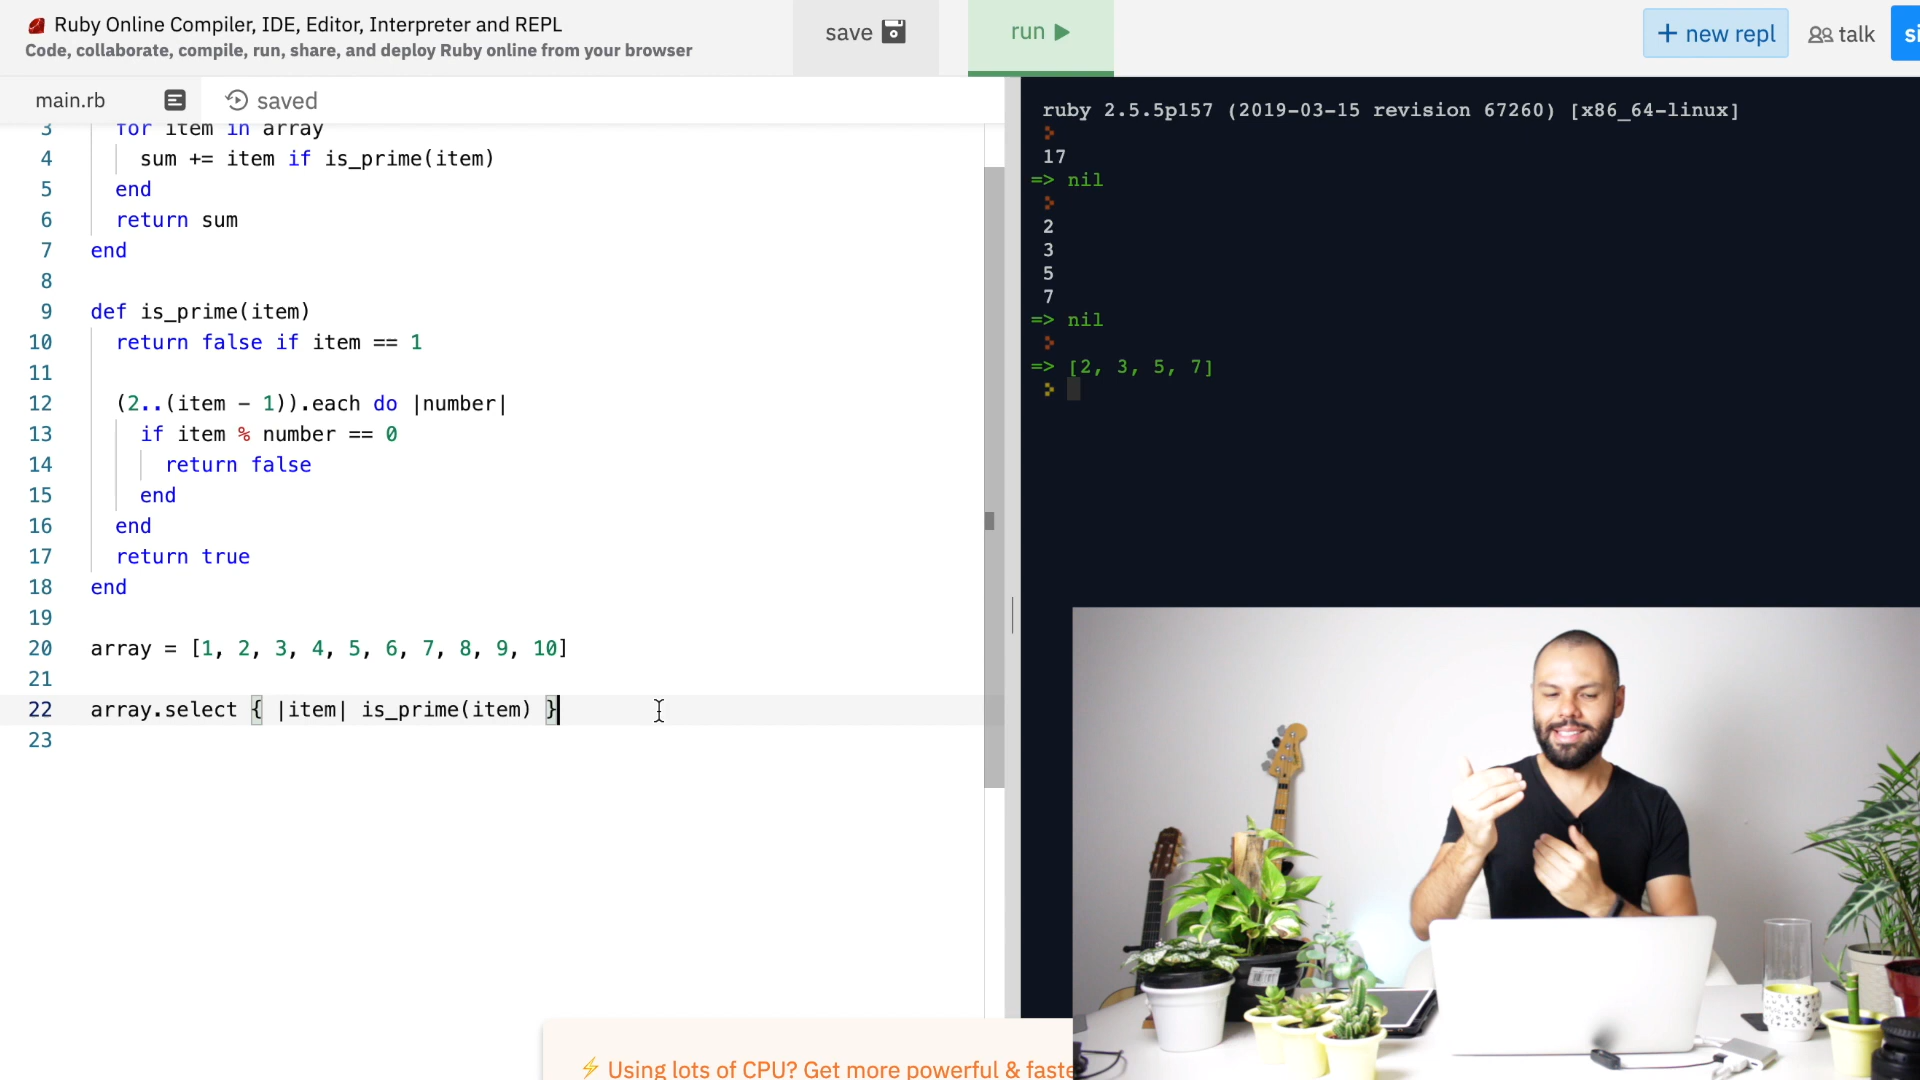 Ruby Online Compiler, IDE, Editor, Interpreter and REPL
Code, collaborate, compile, run, share, and deploy Ruby online from your browser
save
run
+ new repl
talk
si
main.rb
saved
3 for item in array
4 sum += item if is_prime(item)
5 end
6 return sum
7 end
8
9 def is_prime(item)
10 return false if item == 1
11
12 (2..(item - 1)).each do |number|
13 if item % number == 0
14 return false
15 end
16 end
17 return true
18 end
19
20 array = [1, 2, 3, 4, 5, 6, 7, 8, 9, 10]
21
22 array.select { |item| is_prime(item) }
23
ruby 2.5.5p157 (2019-03-15 revision 67260) [x86_64-linux]
17
=> nil
2
3
5
7
=> nil
=> [2, 3, 5, 7]
Using lots of CPU? Get more powerful & faste